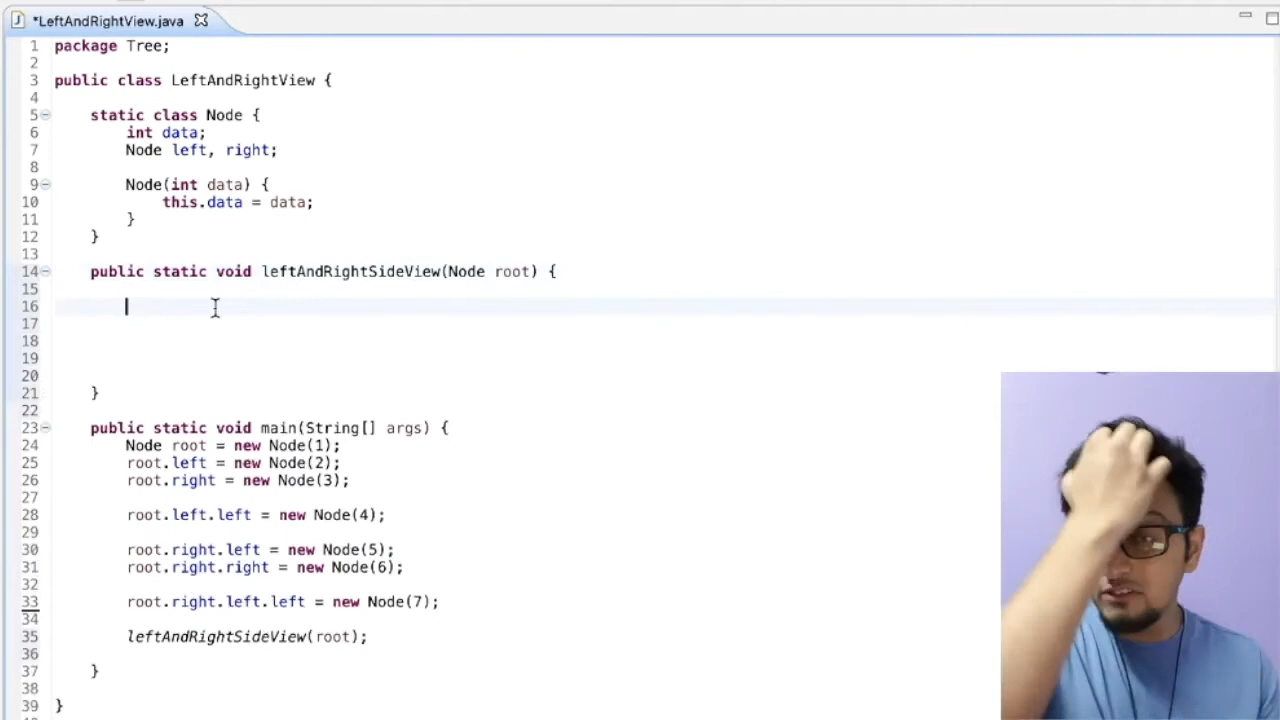 *LeftAndRightView.java
1 package Tree;
2
3 public class LeftAndRightView {
4
5 static class Node {
6 int data;
7 Node left, right;
8
9 Node(int data) {
10 this.data = data;
11 }
12 }
13
14 public static void leftAndRightSideView(Node root) {
15
16
17
18
19
20
21 }
22
23 public static void main(String[] args) {
24 Node root = new Node(1);
25 root.left = new Node(2);
26 root.right = new Node(3);
27
28 root.left.left = new Node(4);
29
30 root.right.left = new Node(5);
31 root.right.right = new Node(6);
32
33 root.right.left.left = new Node(7);
34
35 leftAndRightSideView(root);
36
37 }
38
39 }